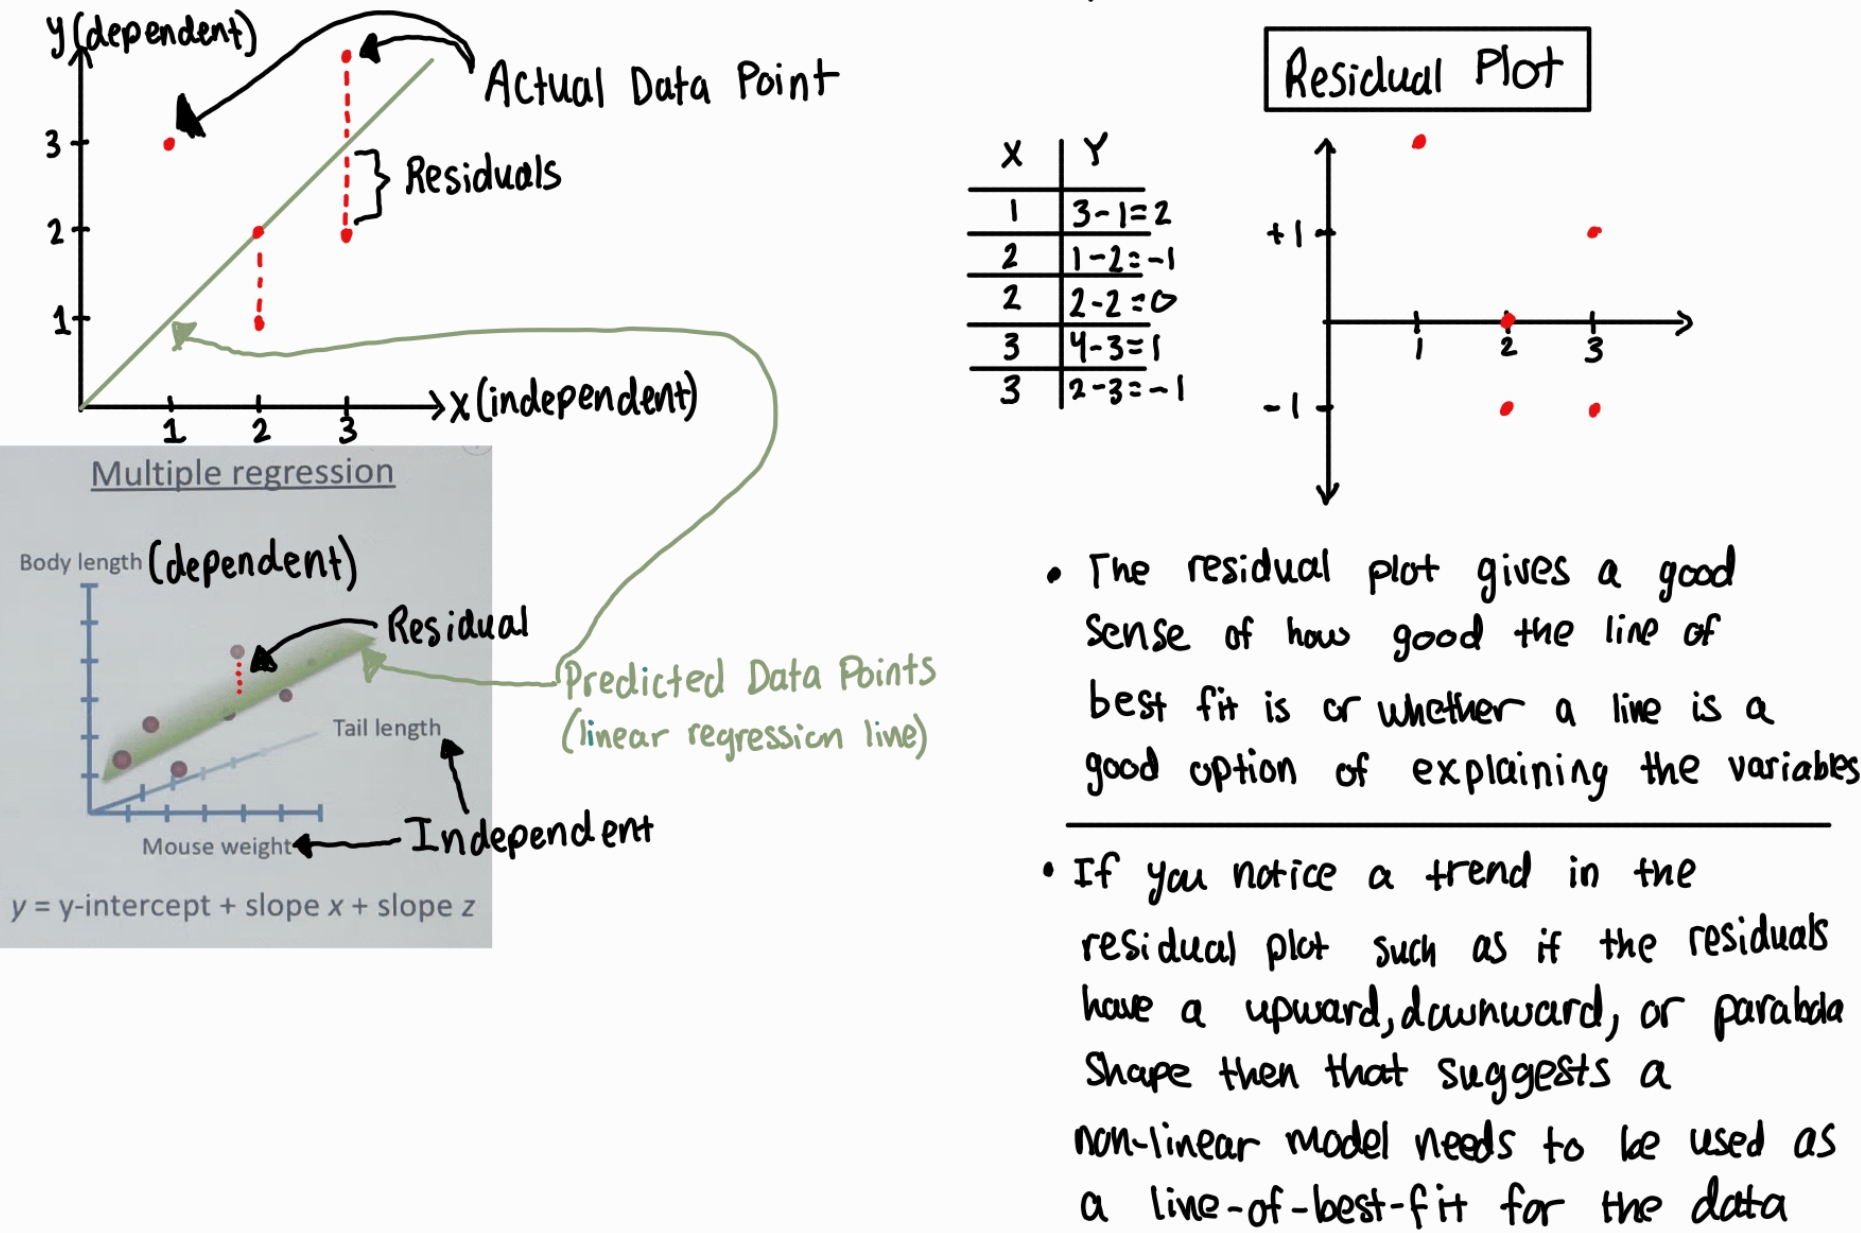 y (dependent)
Actual Data Point
3
Residuals
2
1
x (independent)
1 2 3
Multiple regression
Body length (dependent)
Residual
Predicted Data Points
(linear regression line)
Tail length
Independent
Mouse weight
y = y-intercept + slope x + slope z
Residual Plot
X Y
1 3-1=2
2 1-2=-1
2 2-2=0
3 4-3=1
3 2-3=-1
+1
1 2 3
-1
• The residual plot gives a good
sense of how good the line of
best fit is or whether a line is a
good option of explaining the variables
• If you notice a trend in the
residual plot such as if the residuals
have a upward, downward, or parabola
shape then that suggests a
non-linear model needs to be used as
a line-of-best-fit for the data